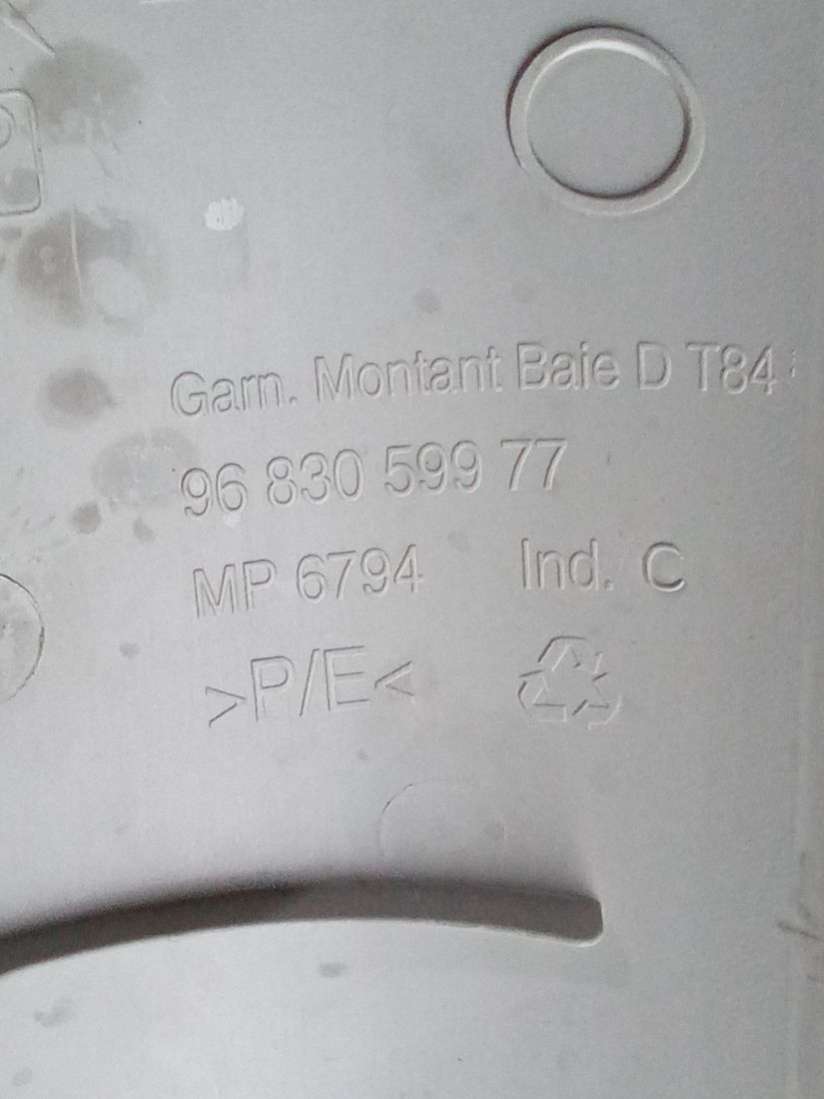 Garn. Montant Baie D T84
96 830 599 77
MP 6794 Ind. C
>P/E<